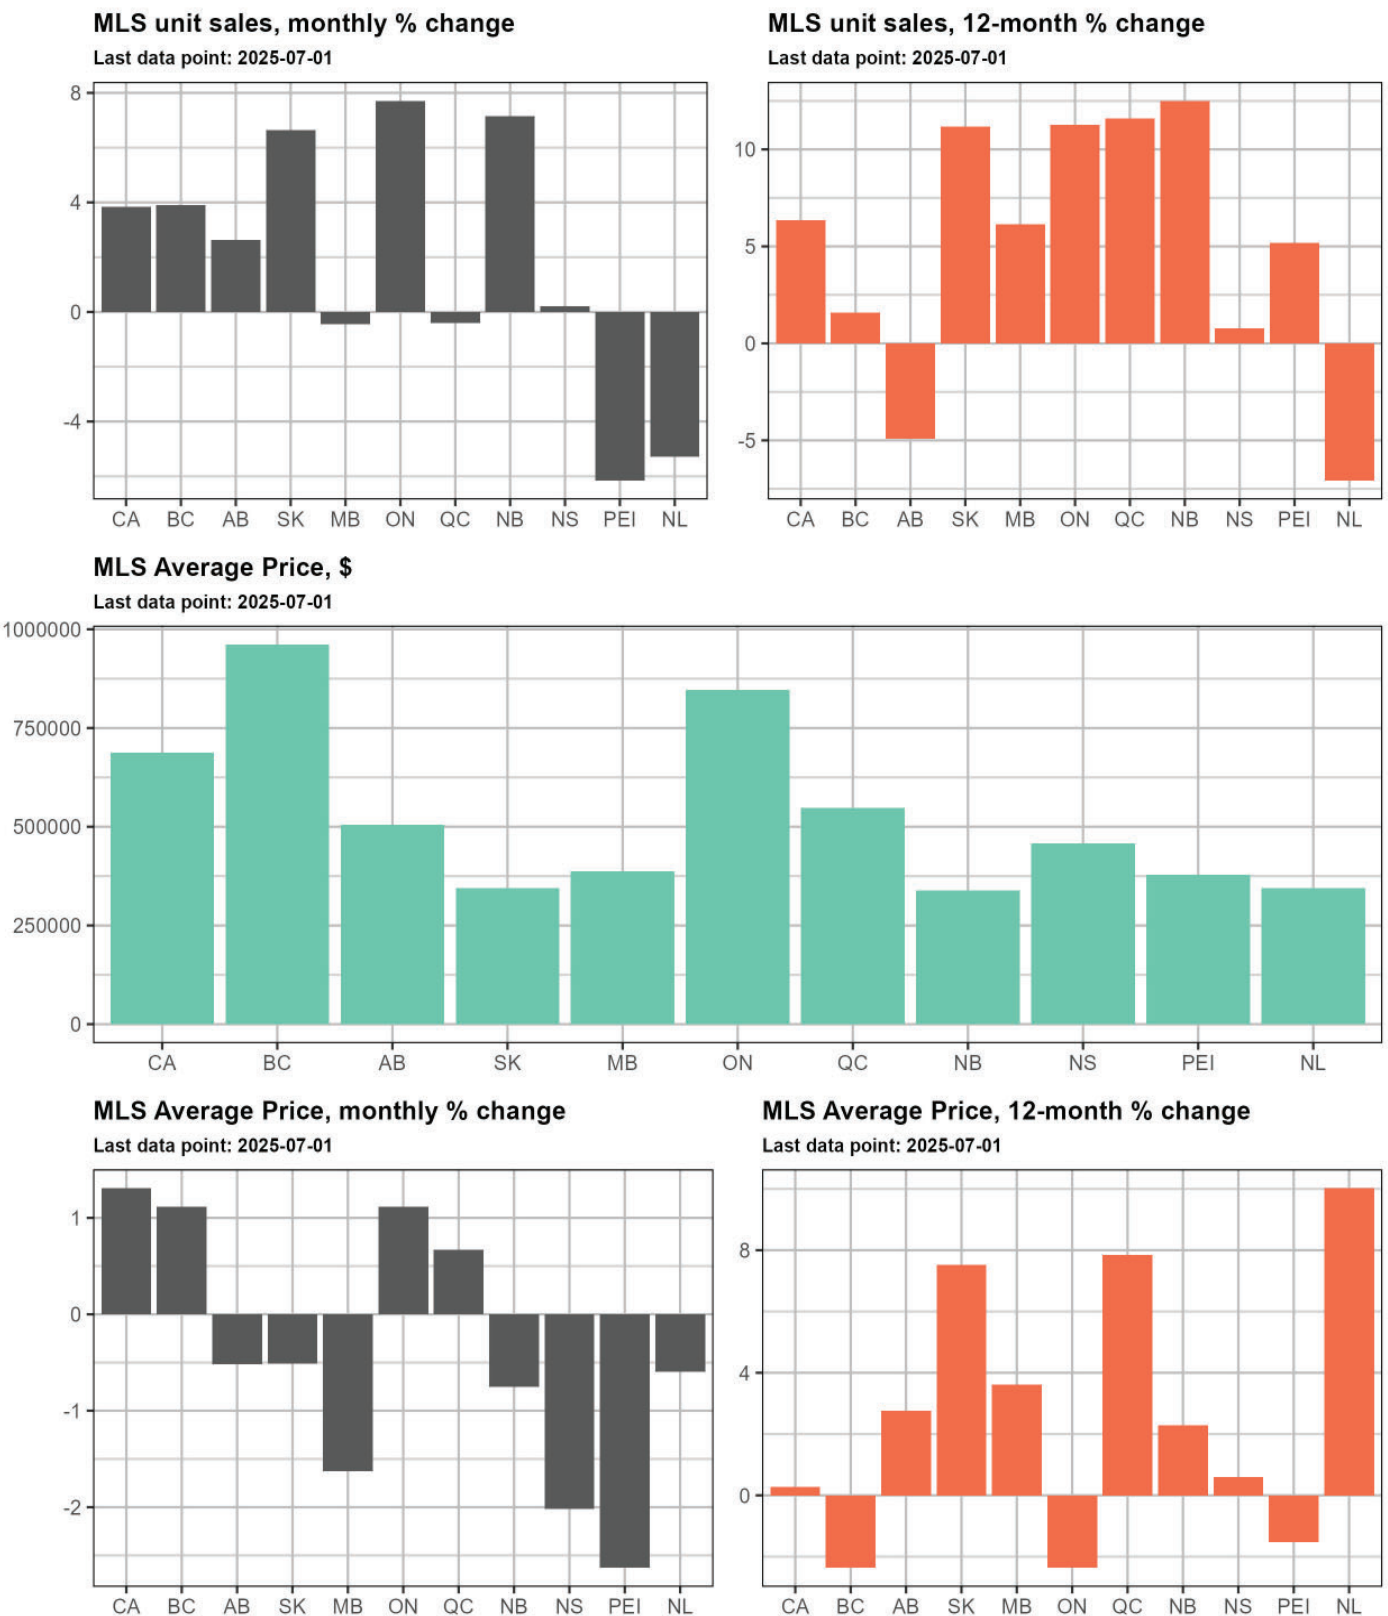 MLS unit sales, monthly % change
Last data point: 2025-07-01
8
4
0
-4
CA BC AB SK MB ON QC NB NS PEI NL
MLS unit sales, 12-month % change
Last data point: 2025-07-01
10
5
0
-5
CA BC AB SK MB ON QC NB NS PEI NL
MLS Average Price, $
Last data point: 2025-07-01
1000000
750000
500000
250000
0
CA BC AB SK MB ON QC NB NS PEI NL
MLS Average Price, monthly % change
Last data point: 2025-07-01
1
0
-1
-2
CA BC AB SK MB ON QC NB NS PEI NL
MLS Average Price, 12-month % change
Last data point: 2025-07-01
8
4
0
CA BC AB SK MB ON QC NB NS PEI NL